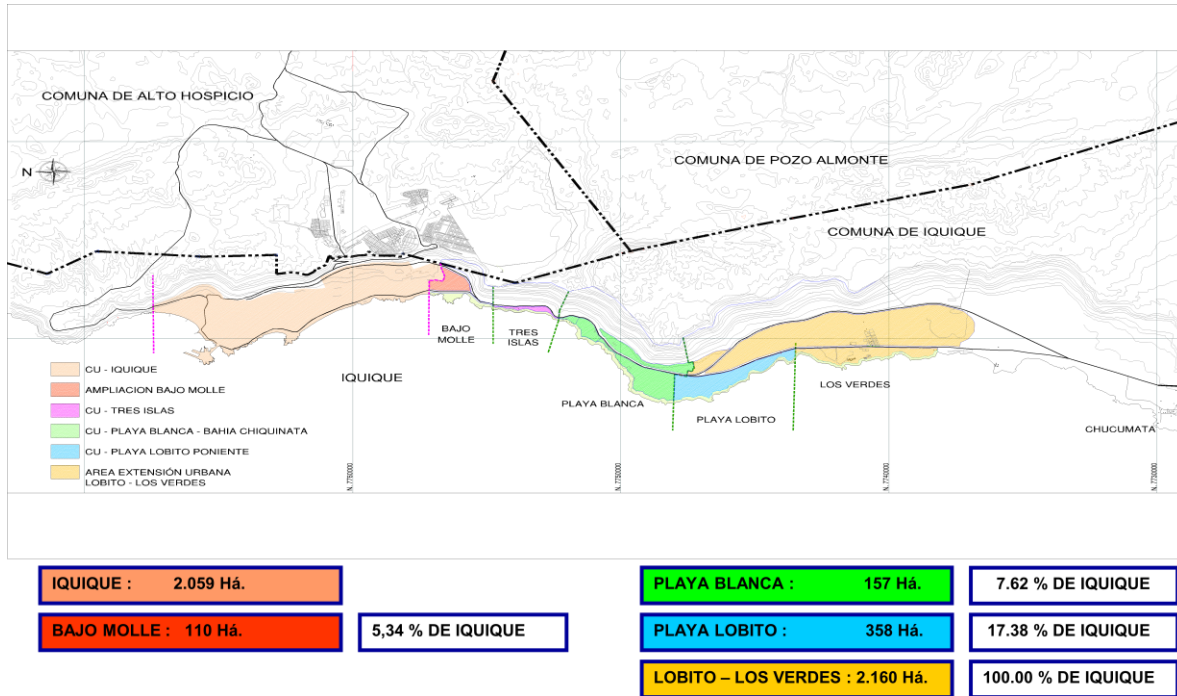 COMUNA DE ALTO HOSPICIO
COMUNA DE POZO ALMONTE
N
COMUNA DE IQUIQUE
BAJO
MOLLE
TRES
ISLAS
IQUIQUE
PLAYA BLANCA
PLAYA LOBITO
LOS VERDES
CHUCUMATA
CU - IQUIQUE
AMPLIACION BAJO MOLLE
CU - TRES ISLAS
CU - PLAYA BLANCA - BAHIA CHIQUINATA
CU - PLAYA LOBITO PONIENTE
AREA EXTENSIÓN URBANA
LOBITO - LOS VERDES
N. 7760000
N. 7750000
N. 7740000
N. 7730000
IQUIQUE : 2.059 Há.
BAJO MOLLE : 110 Há.
5,34 % DE IQUIQUE
PLAYA BLANCA : 157 Há.
7.62 % DE IQUIQUE
PLAYA LOBITO : 358 Há.
17.38 % DE IQUIQUE
LOBITO – LOS VERDES : 2.160 Há.
100.00 % DE IQUIQUE